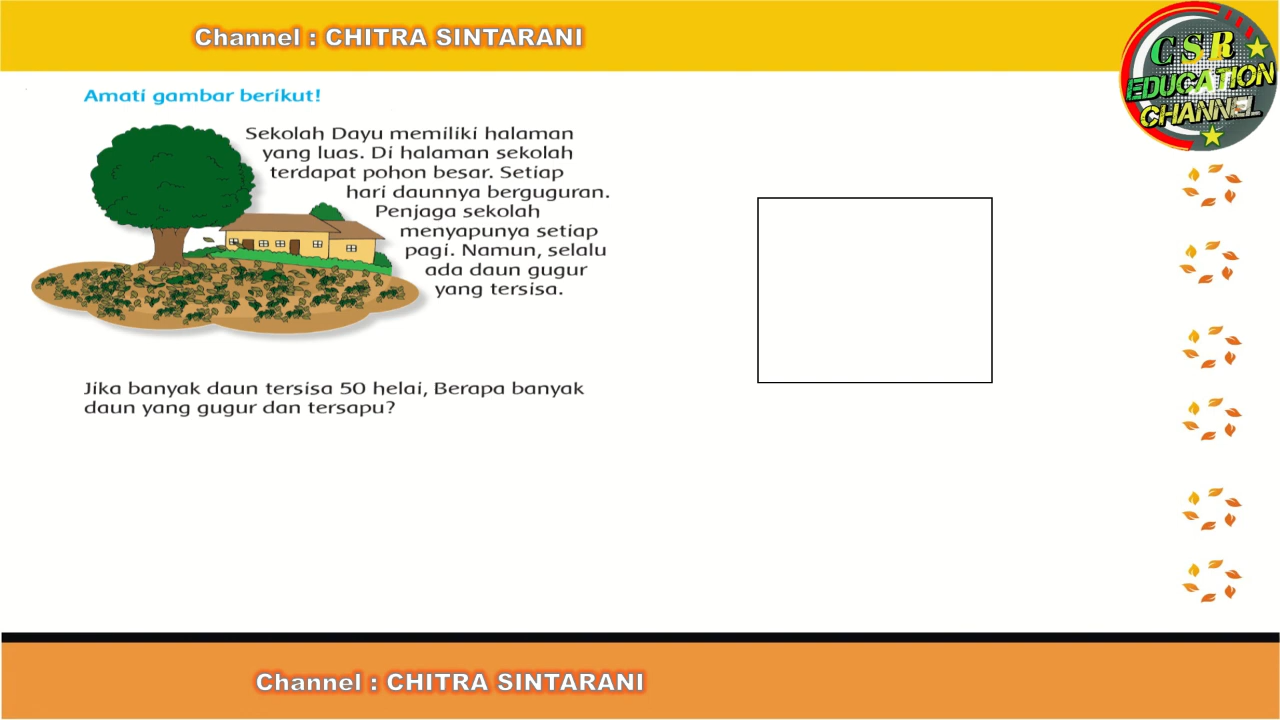 Channel : CHITRA SINTARANI
CSR
EDUCATION
CHANNEL
Amati gambar berikut!
Sekolah Dayu memiliki halaman
yang luas. Di halaman sekolah
terdapat pohon besar. Setiap
hari daunnya berguguran.
Penjaga sekolah
menyapunya setiap
pagi. Namun, selalu
ada daun gugur
yang tersisa.
Jika banyak daun tersisa 50 helai, Berapa banyak
daun yang gugur dan tersapu?
Channel : CHITRA SINTARANI